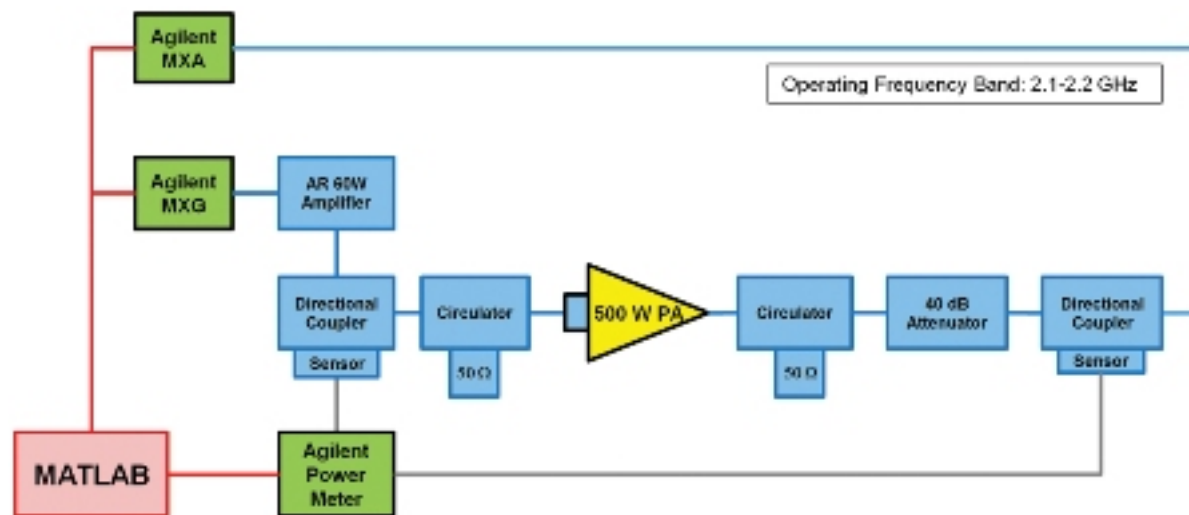 Agilent
MXA
Operating Frequency Band: 2.1-2.2 GHz
Agilent
MXG
AR 60W
Amplifier
Directional
Coupler
Sensor
Circulator
50 Ω
500 W PA
Circulator
50 Ω
40 dB
Attenuator
Directional
Coupler
Sensor
MATLAB
Agilent
Power
Meter